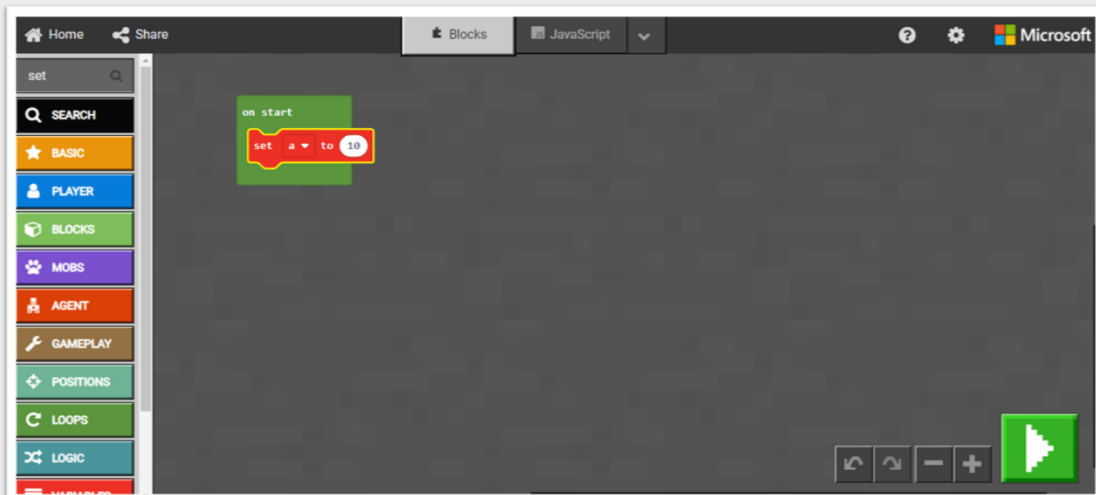 Home Share Blocks JavaScript Microsoft
set
SEARCH
BASIC
PLAYER
BLOCKS
MOBS
AGENT
GAMEPLAY
POSITIONS
LOOPS
LOGIC
VARIABLES
on start
set a to 10